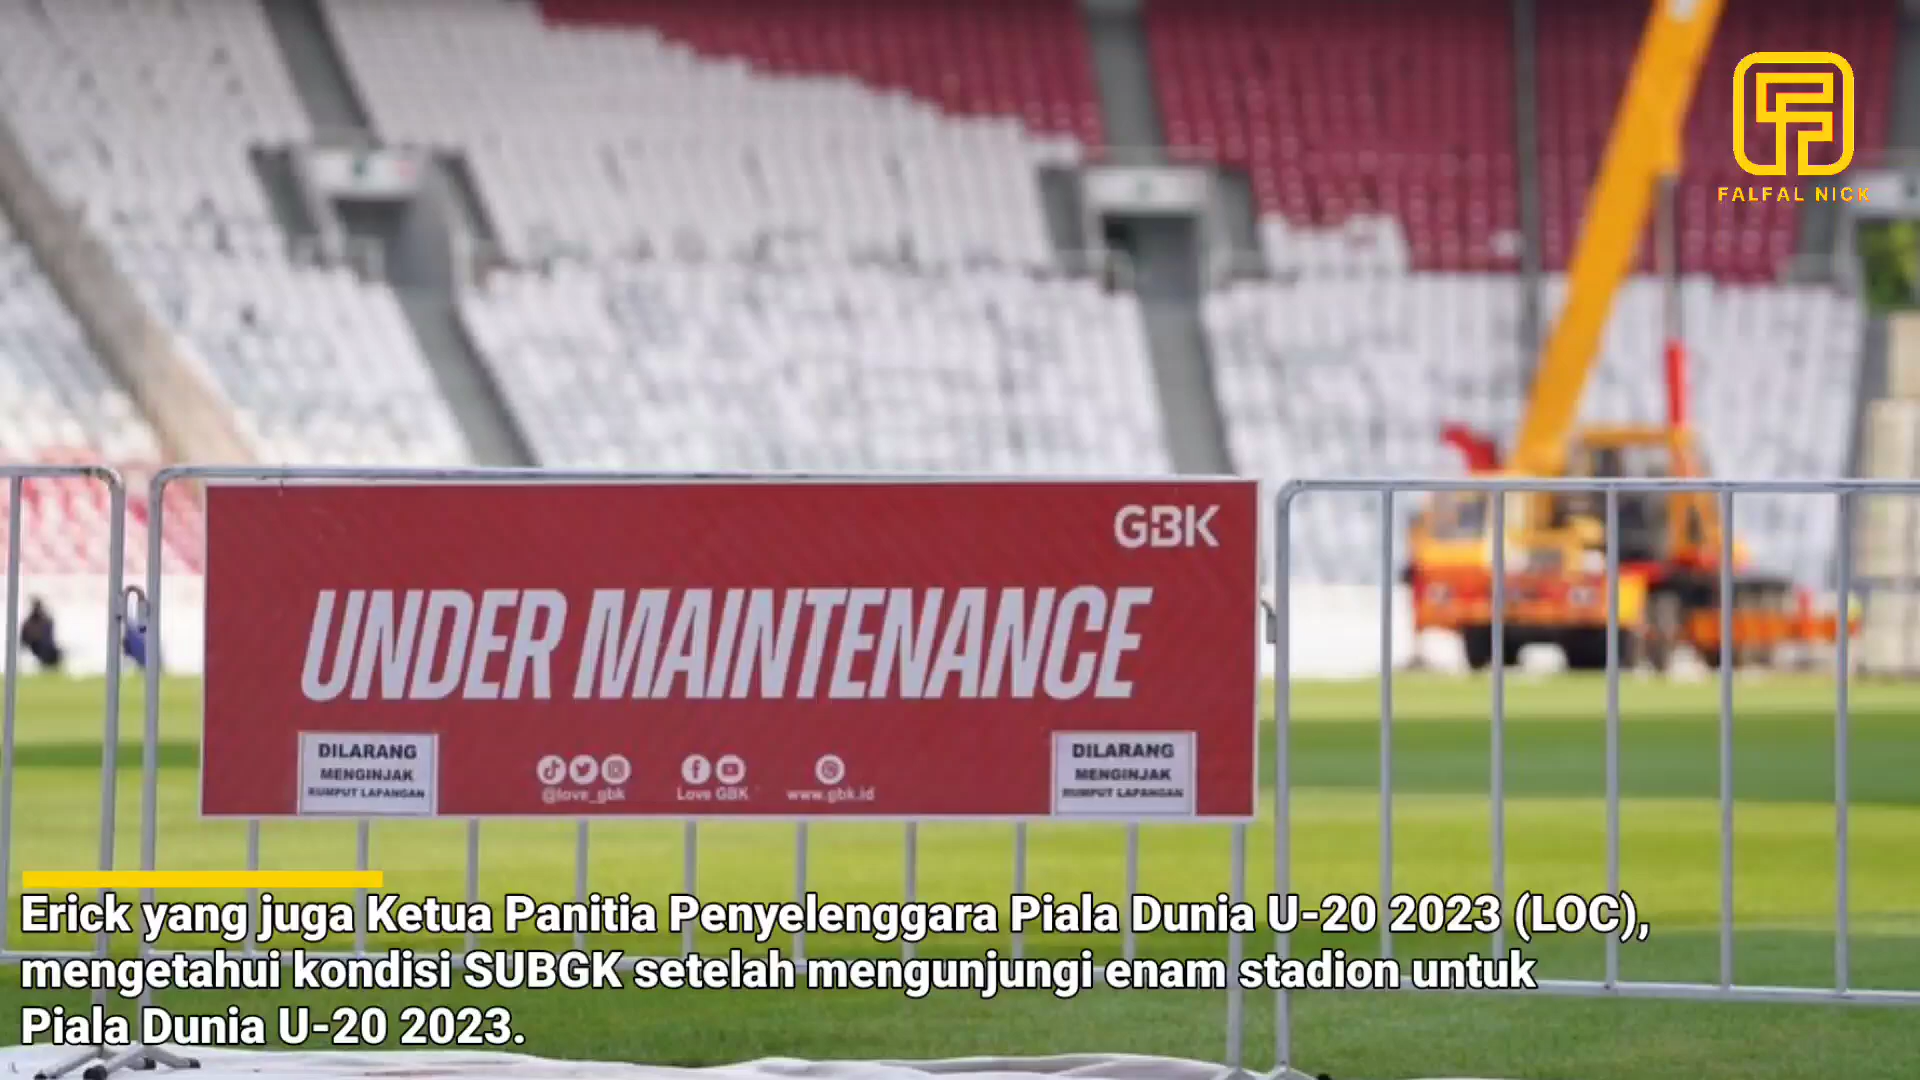 FALFAL NICK
GBK
UNDER MAINTENANCE
DILARANG
MENGINJAK
RUMPUT LAPANGAN
@love_gbk
Love GBK
www.gbk.id
DILARANG
MENGINJAK
RUMPUT LAPANGAN
Erick yang juga Ketua Panitia Penyelenggara Piala Dunia U-20 2023 (LOC),
mengetahui kondisi SUBGK setelah mengunjungi enam stadion untuk
Piala Dunia U-20 2023.